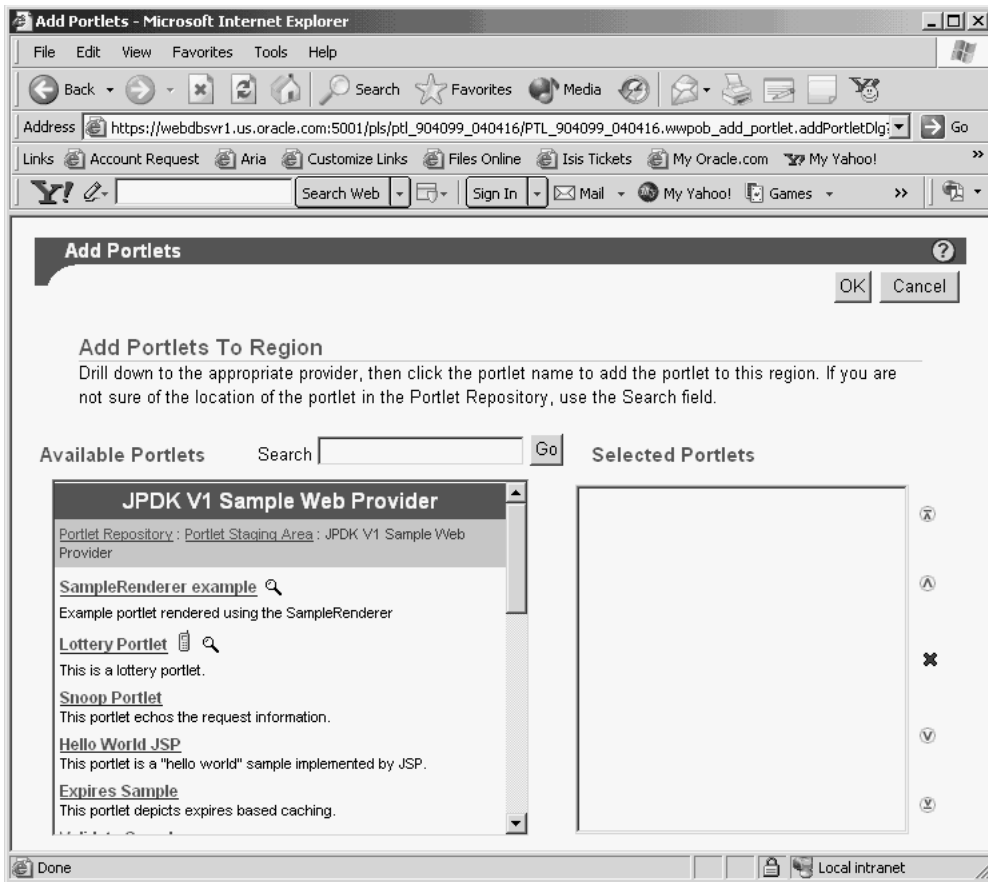 Add Portlets - Microsoft Internet Explorer
File Edit View Favorites Tools Help
Back Search Favorites Media
Address https://webdbsvr1.us.oracle.com:5001/pls/ptl_904099_040416/PTL_904099_040416.wwpob_add_portlet.addPortletDlg? Go
Links Account Request Aria Customize Links Files Online Isis Tickets My Oracle.com My Yahoo! »
Y! Search Web Sign In Mail My Yahoo! Games »
Add Portlets ?
OK Cancel
Add Portlets To Region
Drill down to the appropriate provider, then click the portlet name to add the portlet to this region. If you are
not sure of the location of the portlet in the Portlet Repository, use the Search field.
Available Portlets Search Go Selected Portlets
JPDK V1 Sample Web Provider
Portlet Repository : Portlet Staging Area : JPDK V1 Sample Web
Provider
SampleRenderer example
Example portlet rendered using the SampleRenderer
Lottery Portlet
This is a lottery portlet.
Snoop Portlet
This portlet echos the request information.
Hello World JSP
This portlet is a "hello world" sample implemented by JSP.
Expires Sample
This portlet depicts expires based caching.
Done Local intranet